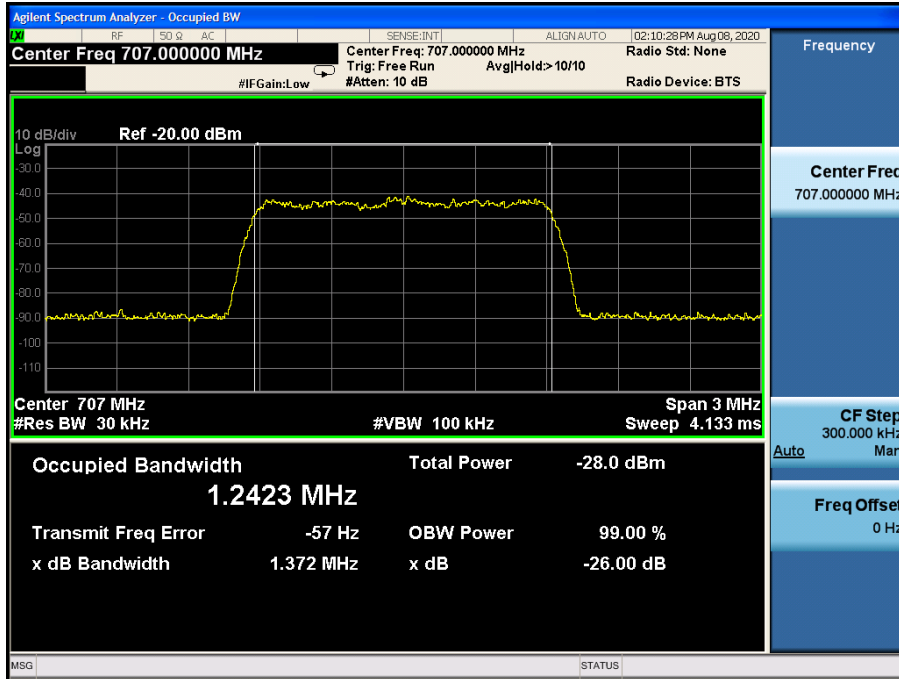 Agilent Spectrum Analyzer - Occupied BW
LXI RF 50 Ω AC SENSE:INT ALIGN AUTO 02:10:28 PM Aug 08, 2020
Center Freq 707.000000 MHz
Center Freq: 707.000000 MHz
Radio Std: None
Trig: Free Run Avg|Hold:> 10/10
#IFGain:Low
#Atten: 10 dB
Radio Device: BTS
10 dB/div Ref -20.00 dBm
Log
-30.0
-40.0
-50.0
-60.0
-70.0
-80.0
-90.0
-100
-110
Center 707 MHz Span 3 MHz
#Res BW 30 kHz #VBW 100 kHz Sweep 4.133 ms
Occupied Bandwidth Total Power -28.0 dBm
1.2423 MHz
Transmit Freq Error -57 Hz OBW Power 99.00 %
x dB Bandwidth 1.372 MHz x dB -26.00 dB
MSG STATUS
Frequency
Center Freq
707.000000 MHz
CF Step
300.000 kHz
Auto Man
Freq Offset
0 Hz